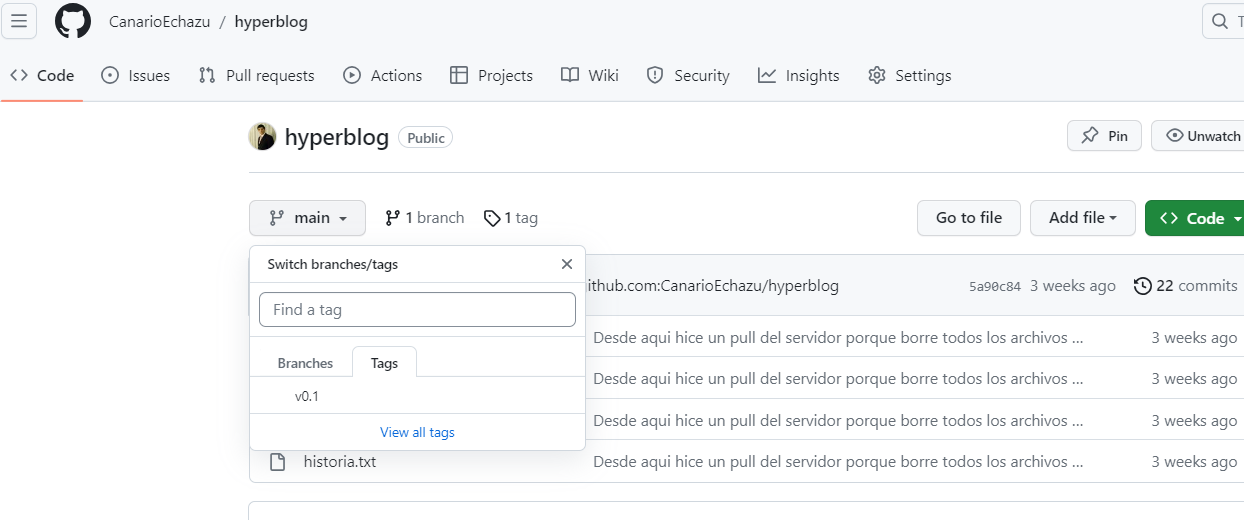 CanarioEchazu / hyperblog
Code Issues Pull requests Actions Projects Wiki Security Insights Settings
hyperblog Public Pin Unwatch
main 1 branch 1 tag Go to file Add file Code
Switch branches/tags
Find a tag
Branches Tags
v0.1
View all tags
ithub.com:CanarioEchazu/hyperblog 5a90c84 3 weeks ago 22 commits
Desde aqui hice un pull del servidor porque borre todos los archivos ... 3 weeks ago
Desde aqui hice un pull del servidor porque borre todos los archivos ... 3 weeks ago
Desde aqui hice un pull del servidor porque borre todos los archivos ... 3 weeks ago
historia.txt Desde aqui hice un pull del servidor porque borre todos los archivos ... 3 weeks ago